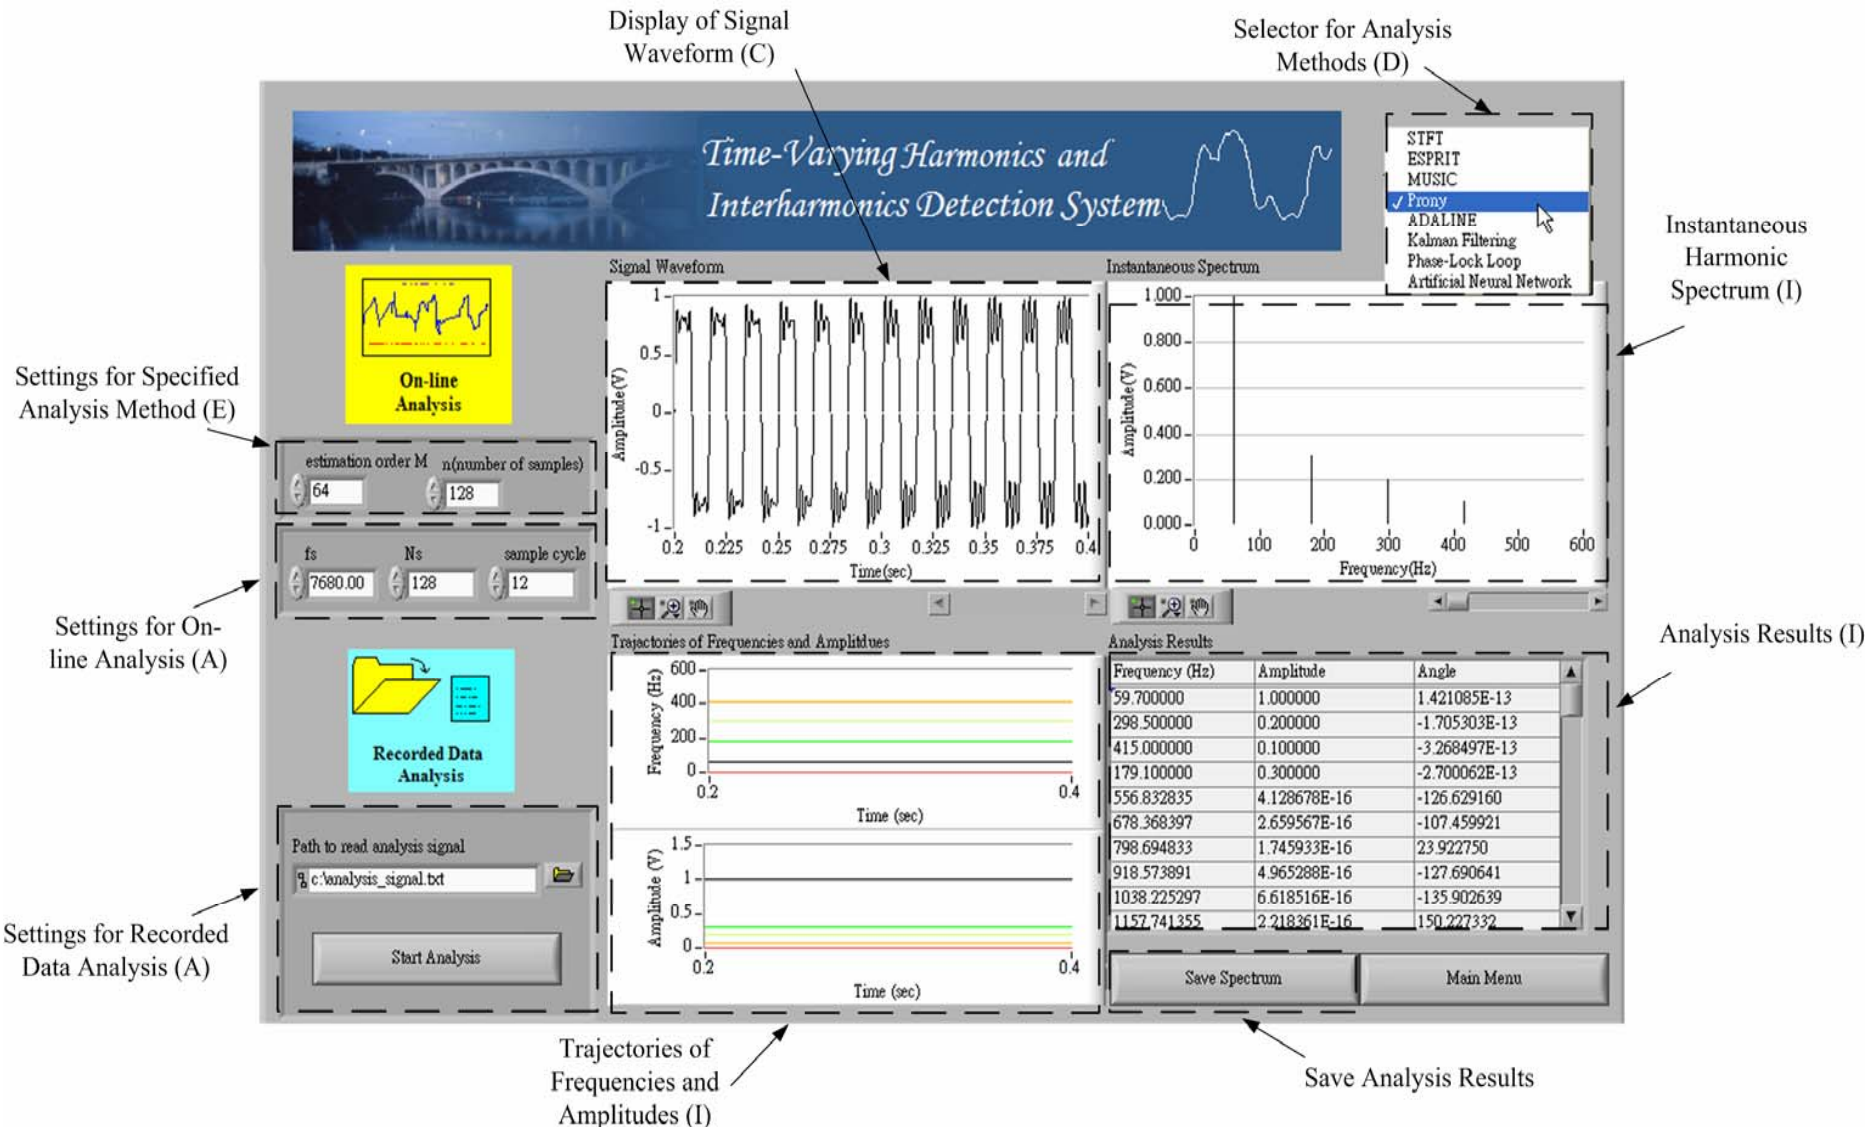 Display of Signal
Waveform (C)
Selector for Analysis
Methods (D)
Time-Varying Harmonics and
Interharmonics Detection System
STFT
ESPRIT
MUSIC
✓ Prony
ADALINE
Kalman Filtering
Phase-Lock Loop
Artificial Neural Network
Instantaneous
Harmonic
Spectrum (I)
On-line
Analysis
Settings for Specified
Analysis Method (E)
estimation order M n(number of samples)
64 128
fs Ns sample cycle
7680.00 128 12
Settings for On-
line Analysis (A)
Recorded Data
Analysis
Path to read analysis signal
c:\analysis_signal.txt
Start Analysis
Settings for Recorded
Data Analysis (A)
Signal Waveform
Amplitude(V)
1
0.5
0
-0.5
-1
0.2 0.225 0.25 0.275 0.3 0.325 0.35 0.375 0.4
Time(sec)
Instantaneous Spectrum
Amplitude(V)
1.000
0.800
0.600
0.400
0.200
0.000
0 100 200 300 400 500 600
Frequency(Hz)
Trajactories of Frequencies and Amplitdues
Frequency (Hz)
600
400
200
0
0.2 0.4
Time (sec)
Amplitude (V)
1.5
1
0.5
0
0.2 0.4
Time (sec)
Trajectories of
Frequencies and
Amplitudes (I)
Analysis Results
Frequency (Hz) Amplitude Angle
59.700000 1.000000 1.421085E-13
298.500000 0.200000 -1.705303E-13
415.000000 0.100000 -3.268497E-13
179.100000 0.300000 -2.700062E-13
556.832835 4.128678E-16 -126.629160
678.368397 2.659567E-16 -107.459921
798.694833 1.745933E-16 23.922750
918.573891 4.965288E-16 -127.690641
1038.225297 6.618516E-16 -135.902639
1157.741355 2.218361E-16 150.227332
Analysis Results (I)
Save Spectrum Main Menu
Save Analysis Results